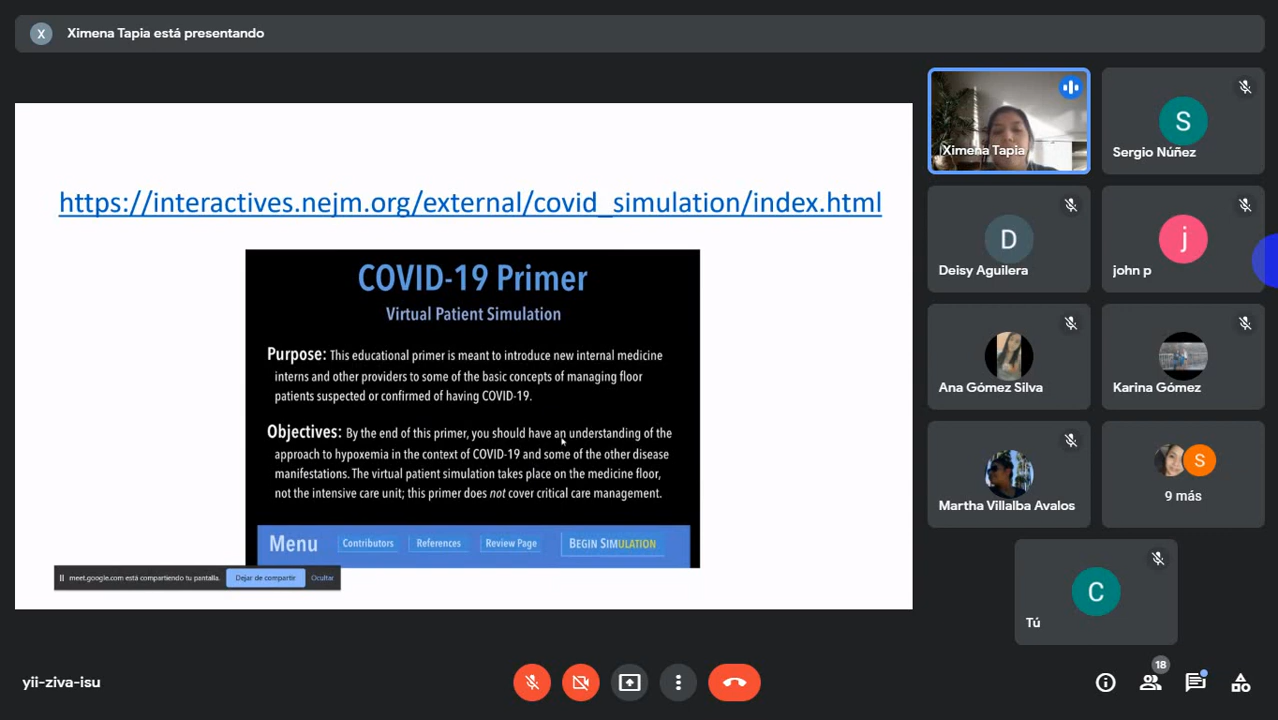 X Ximena Tapia está presentando
https://interactives.nejm.org/external/covid_simulation/index.html
COVID-19 Primer
Virtual Patient Simulation
Purpose: This educational primer is meant to introduce new internal medicine
interns and other providers to some of the basic concepts of managing floor
patients suspected or confirmed of having COVID-19.
Objectives: By the end of this primer, you should have an understanding of the
approach to hypoxemia in the context of COVID-19 and some of the other disease
manifestations. The virtual patient simulation takes place on the medicine floor,
not the intensive care unit; this primer does not cover critical care management.
Menu Contributors References Review Page BEGIN SIMULATION
meet.google.com está compartiendo tu pantalla. Dejar de compartir Ocultar
Ximena Tapia
S
Sergio Núñez
D
Deisy Aguilera
j
john p
Ana Gómez Silva
Karina Gómez
Martha Villalba Avalos
S
9 más
C
Tú
yii-ziva-isu
18